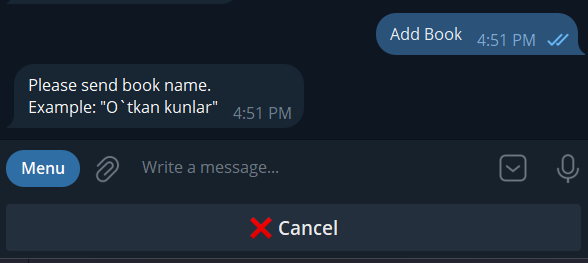 Add Book 4:51 PM
Please send book name.
Example: "O`tkan kunlar" 4:51 PM
Menu Write a message...
❌ Cancel